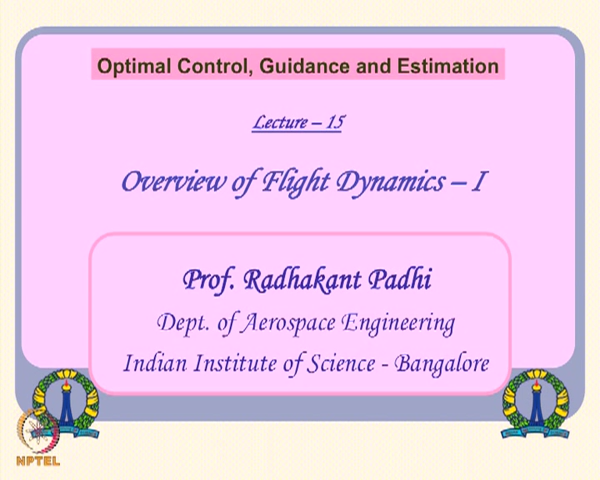 Optimal Control, Guidance and Estimation
Lecture – 15
Overview of Flight Dynamics – I
Prof. Radhakant Padhi
Dept. of Aerospace Engineering
Indian Institute of Science - Bangalore
NPTEL